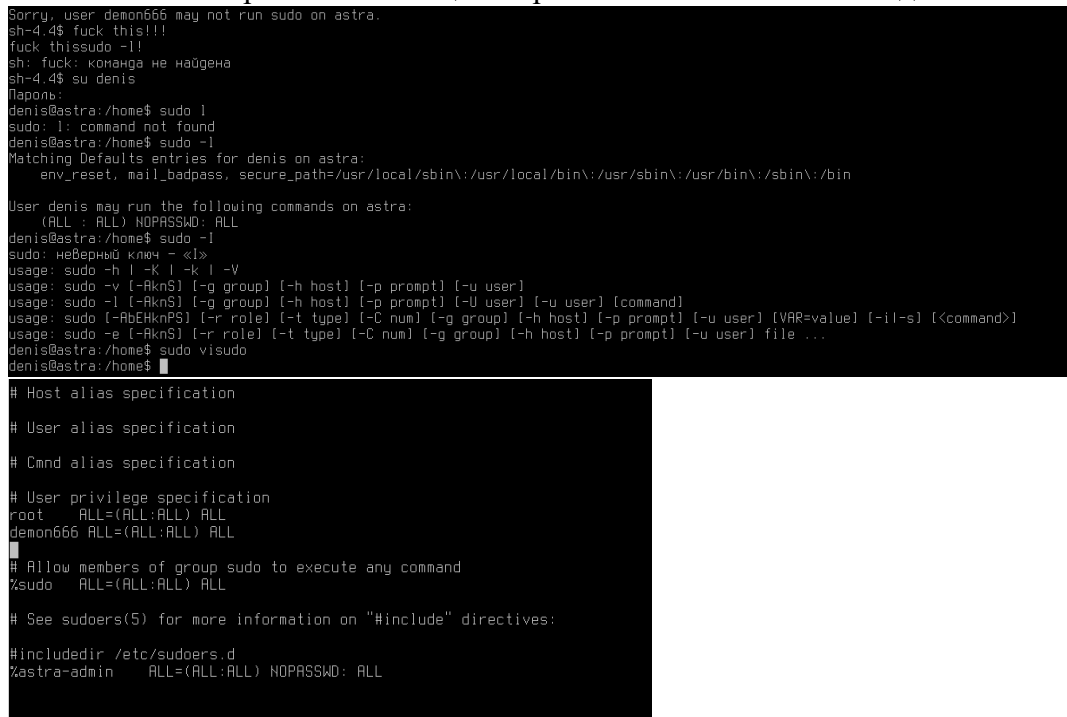 Sorry, user demon666 may not run sudo on astra.
sh-4.4$ fuck this!!!
fuck thissudo -l!
sh: fuck: команда не найдена
sh-4.4$ su denis
Пароль:
denis@astra:/home$ sudo l
sudo: l: command not found
denis@astra:/home$ sudo -l
Matching Defaults entries for denis on astra:
    env_reset, mail_badpass, secure_path=/usr/local/sbin\:/usr/local/bin\:/usr/sbin\:/usr/bin\:/sbin\:/bin

User denis may run the following commands on astra:
    (ALL : ALL) NOPASSWD: ALL
denis@astra:/home$ sudo -I
sudo: неверный ключ – «I»
usage: sudo -h | -K | -k | -V
usage: sudo -v [-AknS] [-g group] [-h host] [-p prompt] [-u user]
usage: sudo -l [-AknS] [-g group] [-h host] [-p prompt] [-U user] [-u user] [command]
usage: sudo [-AbEHknPS] [-r role] [-t type] [-C num] [-g group] [-h host] [-p prompt] [-u user] [VAR=value] [-i|-s] [<command>]
usage: sudo -e [-AknS] [-r role] [-t type] [-C num] [-g group] [-h host] [-p prompt] [-u user] file ...
denis@astra:/home$ sudo visudo
denis@astra:/home$
# Host alias specification

# User alias specification

# Cmnd alias specification

# User privilege specification
root    ALL=(ALL:ALL) ALL
demon666 ALL=(ALL:ALL) ALL

# Allow members of group sudo to execute any command
%sudo   ALL=(ALL:ALL) ALL

# See sudoers(5) for more information on "#include" directives:

#includedir /etc/sudoers.d
%astra-admin    ALL=(ALL:ALL) NOPASSWD: ALL